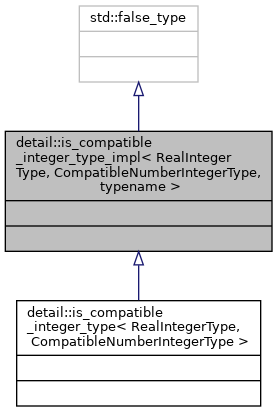 std::false_type
detail::is_compatible
_integer_type_impl< RealInteger
Type, CompatibleNumberIntegerType,
typename >
detail::is_compatible
_integer_type< RealIntegerType,
CompatibleNumberIntegerType >